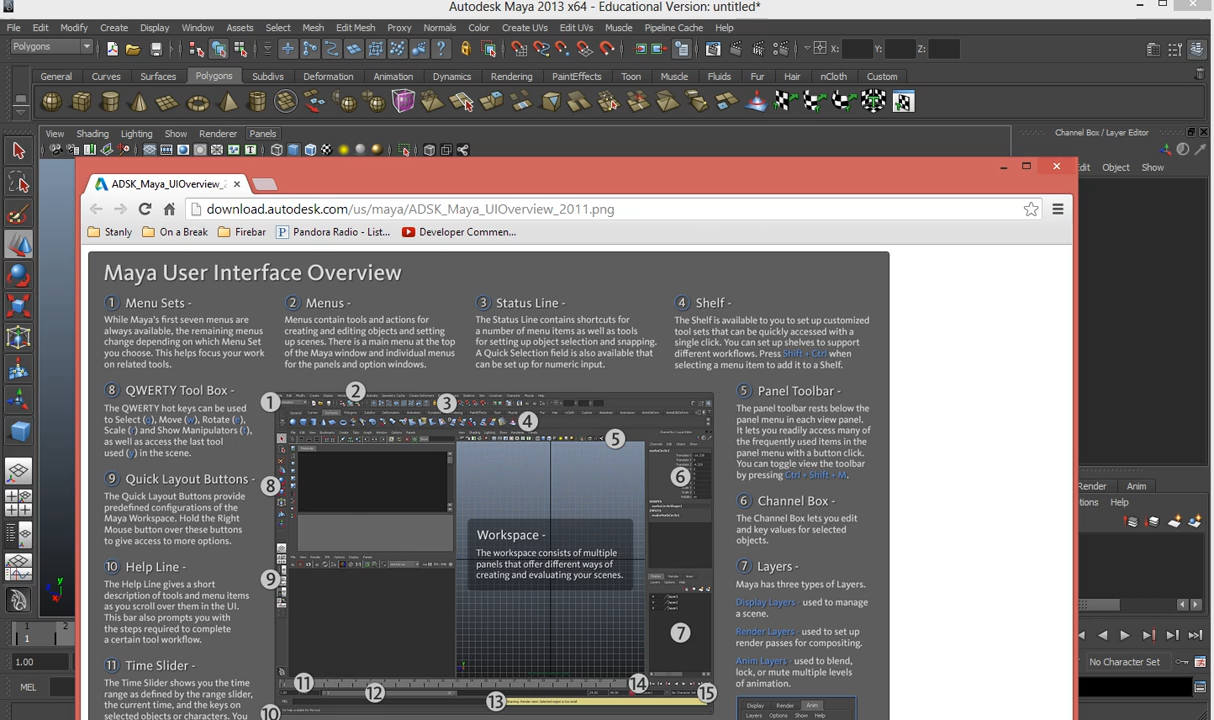 Autodesk Maya 2013 x64 - Educational Version: untitled*
File Edit Modify Create Display Window Assets Select Mesh Edit Mesh Proxy Normals Color Create UVs Edit UVs Muscle Pipeline Cache Help
Polygons X: Y: Z:
General Curves Surfaces Polygons Subdivs Deformation Animation Dynamics Rendering PaintEffects Toon Muscle Fluids Fur Hair nCloth Custom
View Shading Lighting Show Renderer Panels
Channel Box / Layer Editor
dit Object Show
ADSK_Maya_UIOverview_2
download.autodesk.com/us/maya/ADSK_Maya_UIOverview_2011.png
Stanly On a Break Firebar Pandora Radio - List... Developer Commen...
Maya User Interface Overview
1 Menu Sets -
While Maya's first seven menus are
always available, the remaining menus
change depending on which Menu Set
you choose. This helps focus your work
on related tools.
2 Menus -
Menus contain tools and actions for
creating and editing objects and setting
up scenes. There is a main menu at the top
of the Maya window and individual menus
for the panels and option windows.
3 Status Line -
The Status Line contains shortcuts for
a number of menu items as well as tools
for setting up object selection and snapping.
A Quick Selection field is also available that
can be set up for numeric input.
4 Shelf -
The Shelf is available to you to set up customized
tool sets that can be quickly accessed with a
single click. You can set up shelves to support
different workflows. Press Shift + Ctrl when
selecting a menu item to add it to a Shelf.
8 QWERTY Tool Box -
The QWERTY hot keys can be used
to Select (q), Move (w), Rotate (e),
Scale (r) and Show Manipulators (t),
as well as access the last tool
used (y) in the scene.
9 Quick Layout Buttons -
The Quick Layout Buttons provide
predefined configurations of the
Maya Workspace. Hold the Right
Mouse button over these buttons
to give access to more options.
10 Help Line -
The Help Line gives a short
description of tools and menu items
as you scroll over them in the UI.
This bar also prompts you with
the steps required to complete
a certain tool workflow.
11 Time Slider -
The Time Slider shows you the time
range as defined by the range slider,
the current time, and the keys on
selected objects or characters. You
1 2 3 4 5 6 7 8 9 10 11 12 13 14 15
Workspace -
The workspace consists of multiple
panels that offer different ways of
creating and evaluating your scenes.
5 Panel Toolbar -
The panel toolbar rests below the
panel menu in each view panel.
It lets you readily access many of
the frequently used items in the
panel menu with a button click.
You can toggle view the toolbar
by pressing Ctrl + Shift + M.
6 Channel Box -
The Channel Box lets you edit
and key values for selected
objects.
7 Layers -
Maya has three types of Layers.
Display Layers - used to manage
a scene.
Render Layers - used to set up
render passes for compositing.
Anim Layers - used to blend,
lock, or mute multiple levels
of animation.
Display Render Anim
Layers Options Show Help
Render Anim
tions Help
y
z
x
1 2
1
1.00
MEL
No Character Set